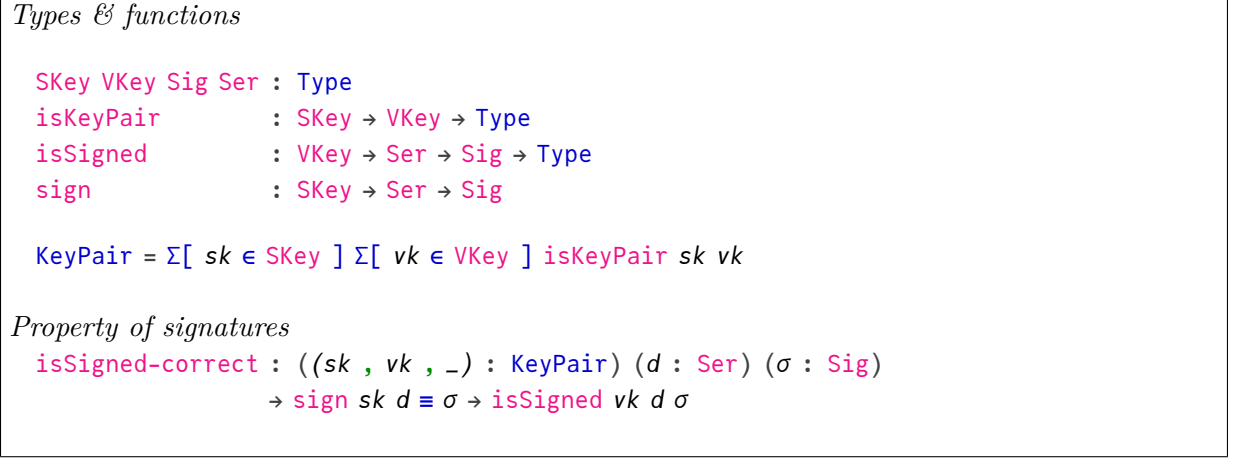 Types & functions
SKey VKey Sig Ser : Type
isKeyPair : SKey → VKey → Type
isSigned : VKey → Ser → Sig → Type
sign : SKey → Ser → Sig
KeyPair = Σ[ sk ∈ SKey ] Σ[ vk ∈ VKey ] isKeyPair sk vk
Property of signatures
isSigned-correct : ((sk , vk , _) : KeyPair) (d : Ser) (σ : Sig)
→ sign sk d ≡ σ → isSigned vk d σ